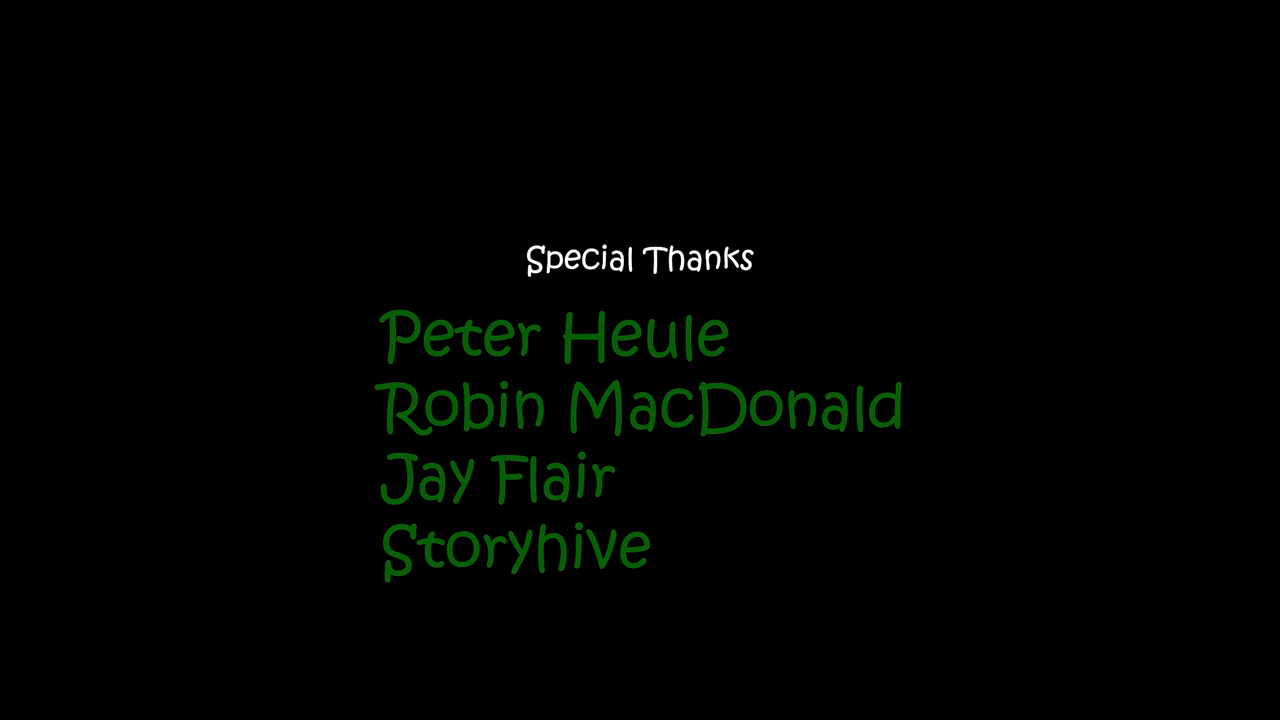 Special Thanks
Peter Heule
Robin MacDonald
Jay Flair
Storyhive